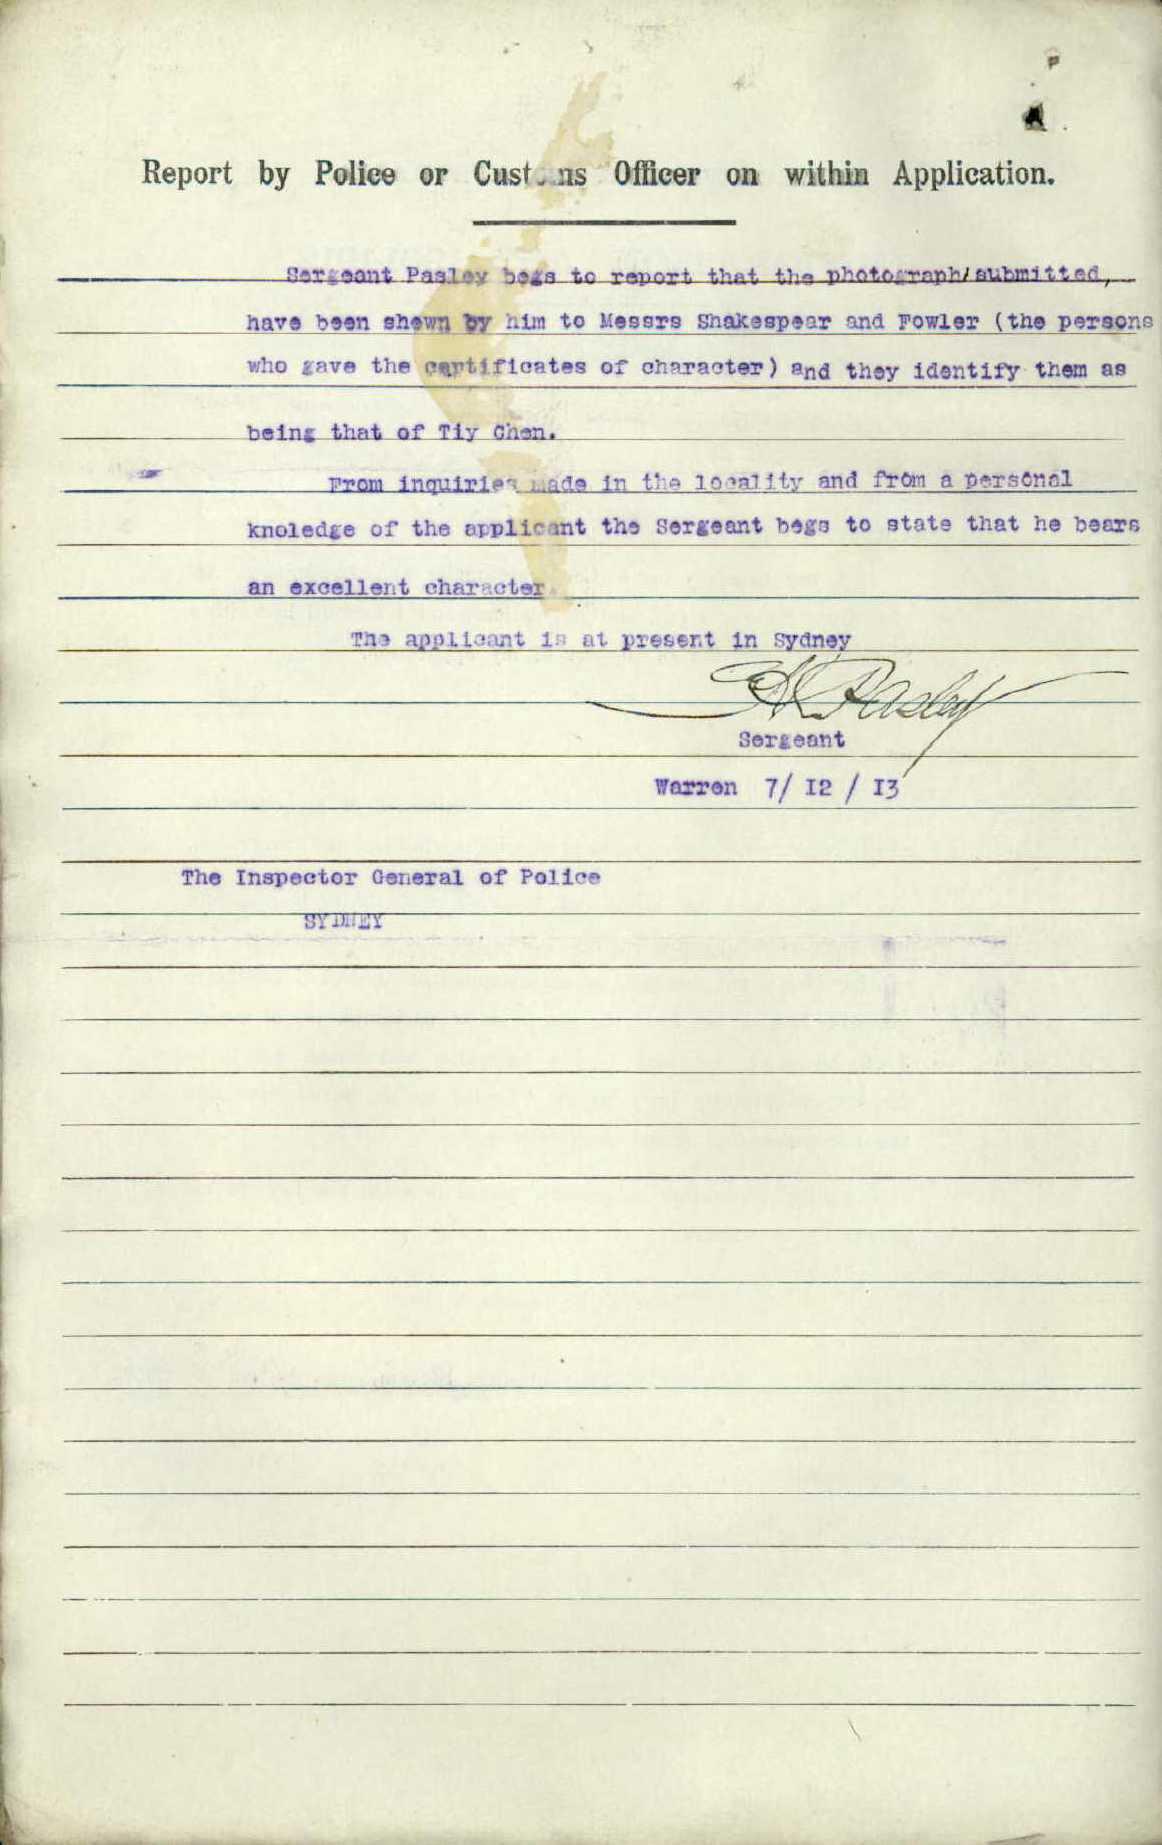 Report by Police or Customs Officer on within Application.
Sergeant Pasley begs to report that the photograph/submitted,
have been shewn by him to Messrs Shakespear and Fowler (the persons
who gave the certificates of character) and they identify them as
being that of Tiy Chen.
From inquiries made in the locality and from a personal
knoledge of the applicant the Sergeant begs to state that he bears
an excellent character.
The applicant is at present in Sydney
Pasley
Sergeant
Warren 7/ I2 / I3
The Inspector General of Police
SYDNEY